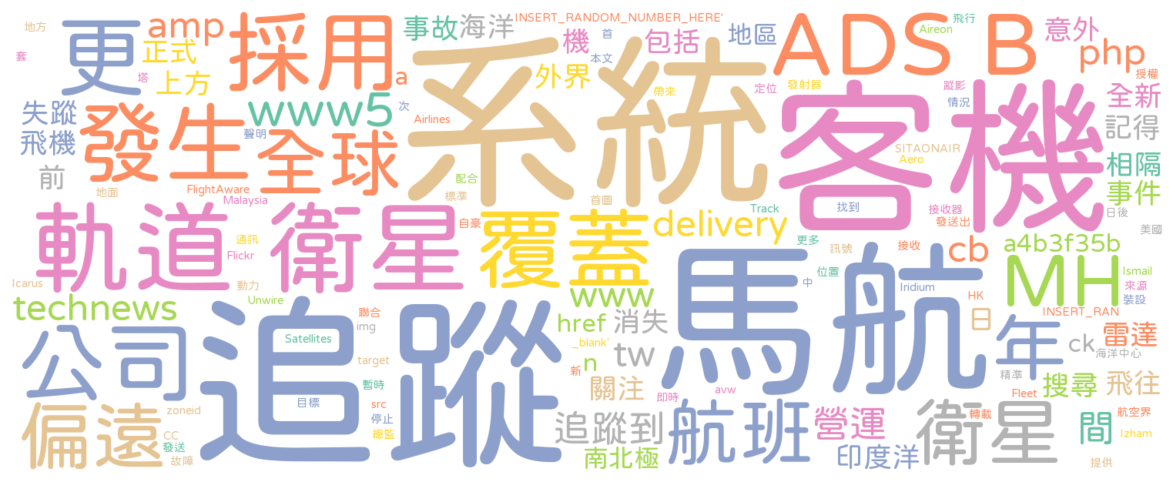 INSERT_RANDOM_NUMBER_HERE'
地方
套
更
amp
正式
上方
塔
採用
a
事故
海洋
機
首
本文
包括
地區
ADS B
Aireon
飛行
意外
php
授權
失蹤
飛機
發生
www5
聲明
全球
次
Airlines
系統
外界
帶來
定位
發射器
蹤影
情況
全新
記得
客機
SITAONAIR
Aero
前
地面
FlightAware
Malaysia
配合
標準
首圖
找到
接收器
發送出
相隔
事件
日後
美國
軌道
衛星
通訊
Flickr
自豪
覆蓋
delivery
Track
更多
訊號
接收
cb
a4b3f35b
MH
Ismail
來源
裝設
Icarus
動力
Unwire
technews
www
位置
中
Iridium
HK
INSERT_RAN
公司
追蹤
聯合
img
Satellites
href
消失
_blank'
n
新
tw
馬航
日
年
ck
雷達
海洋中心
target
暫時
目標
src
停止
關注
即時
avw
精準
Fleet
搜尋
飛往
偏遠
zoneid
CC
發送
故障
追蹤到
南北極
航班
營運
印度洋
衛星
轉載
間
航空界
Izham
提供